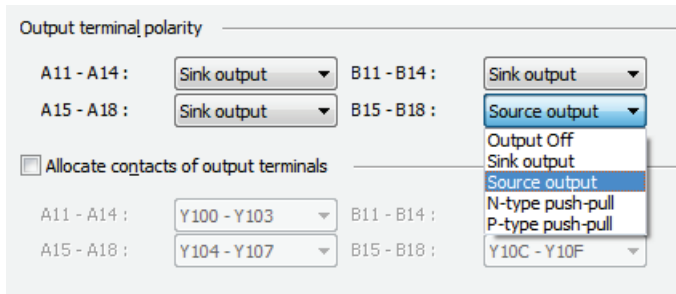 Output terminal polarity
A11 - A14 : Sink output B11 - B14 : Sink output
A15 - A18 : Sink output B15 - B18 : Source output
Output Off
Sink output
Allocate contacts of output terminals
Source output
N-type push-pull
A11 - A14 : Y100 - Y103 B11 - B14 :
P-type push-pull
A15 - A18 : Y104 - Y107 B15 - B18 : Y10C - Y10F